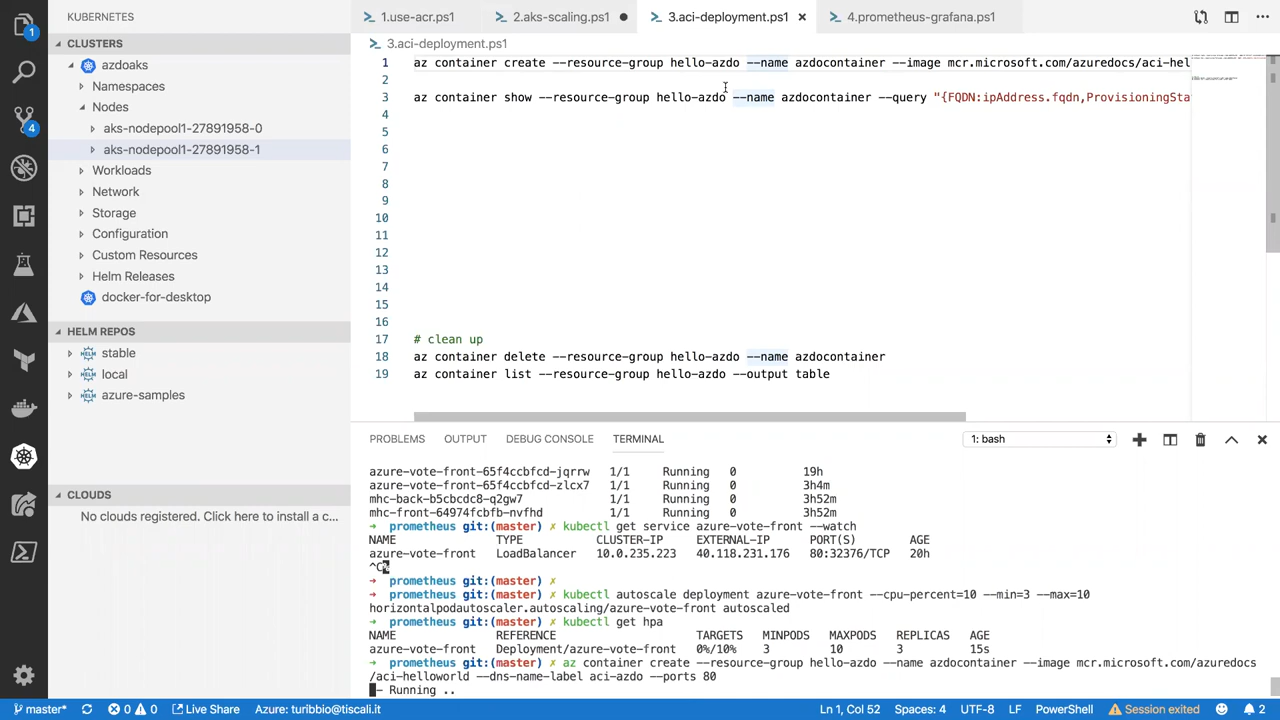 KUBERNETES
1.use-acr.ps1
2.aks-scaling.ps1
3.aci-deployment.ps1
4.prometheus-grafana.ps1
1
4
CLUSTERS
azdoaks
Namespaces
Nodes
aks-nodepool1-27891958-0
aks-nodepool1-27891958-1
Workloads
Network
Storage
Configuration
Custom Resources
Helm Releases
docker-for-desktop
HELM REPOS
stable
local
azure-samples
CLOUDS
No clouds registered. Click here to install a c...
3.aci-deployment.ps1
1 az container create --resource-group hello-azdo --name azdocontainer --image mcr.microsoft.com/azuredocs/aci-hel
2
3 az container show --resource-group hello-azdo --name azdocontainer --query "{FQDN:ipAddress.fqdn,ProvisioningSta
4
5
6
7
8
9
10
11
12
13
14
15
16
17 # clean up
18 az container delete --resource-group hello-azdo --name azdocontainer
19 az container list --resource-group hello-azdo --output table
PROBLEMS OUTPUT DEBUG CONSOLE TERMINAL 1: bash
azure-vote-front-65f4ccbfcd-jqrrw 1/1 Running 0 19h
azure-vote-front-65f4ccbfcd-zlcx7 1/1 Running 0 3h4m
mhc-back-b5cbcdc8-q2gw7 1/1 Running 0 3h52m
mhc-front-64974fcbfb-nvfhd 1/1 Running 0 3h52m
➜ prometheus git:(master) ✗ kubectl get service azure-vote-front --watch
NAME TYPE CLUSTER-IP EXTERNAL-IP PORT(S) AGE
azure-vote-front LoadBalancer 10.0.235.223 40.118.231.176 80:32376/TCP 20h
^C%
➜ prometheus git:(master) ✗
➜ prometheus git:(master) ✗ kubectl autoscale deployment azure-vote-front --cpu-percent=10 --min=3 --max=10
horizontalpodautoscaler.autoscaling/azure-vote-front autoscaled
➜ prometheus git:(master) ✗ kubectl get hpa
NAME REFERENCE TARGETS MINPODS MAXPODS REPLICAS AGE
azure-vote-front Deployment/azure-vote-front 0%/10% 3 10 3 15s
➜ prometheus git:(master) ✗ az container create --resource-group hello-azdo --name azdocontainer --image mcr.microsoft.com/azuredocs
/aci-helloworld --dns-name-label aci-azdo --ports 80
- Running ..
master* 0 0 Live Share Azure: turibbio@tiscali.it Ln 1, Col 52 Spaces: 4 UTF-8 LF PowerShell Session exited 2